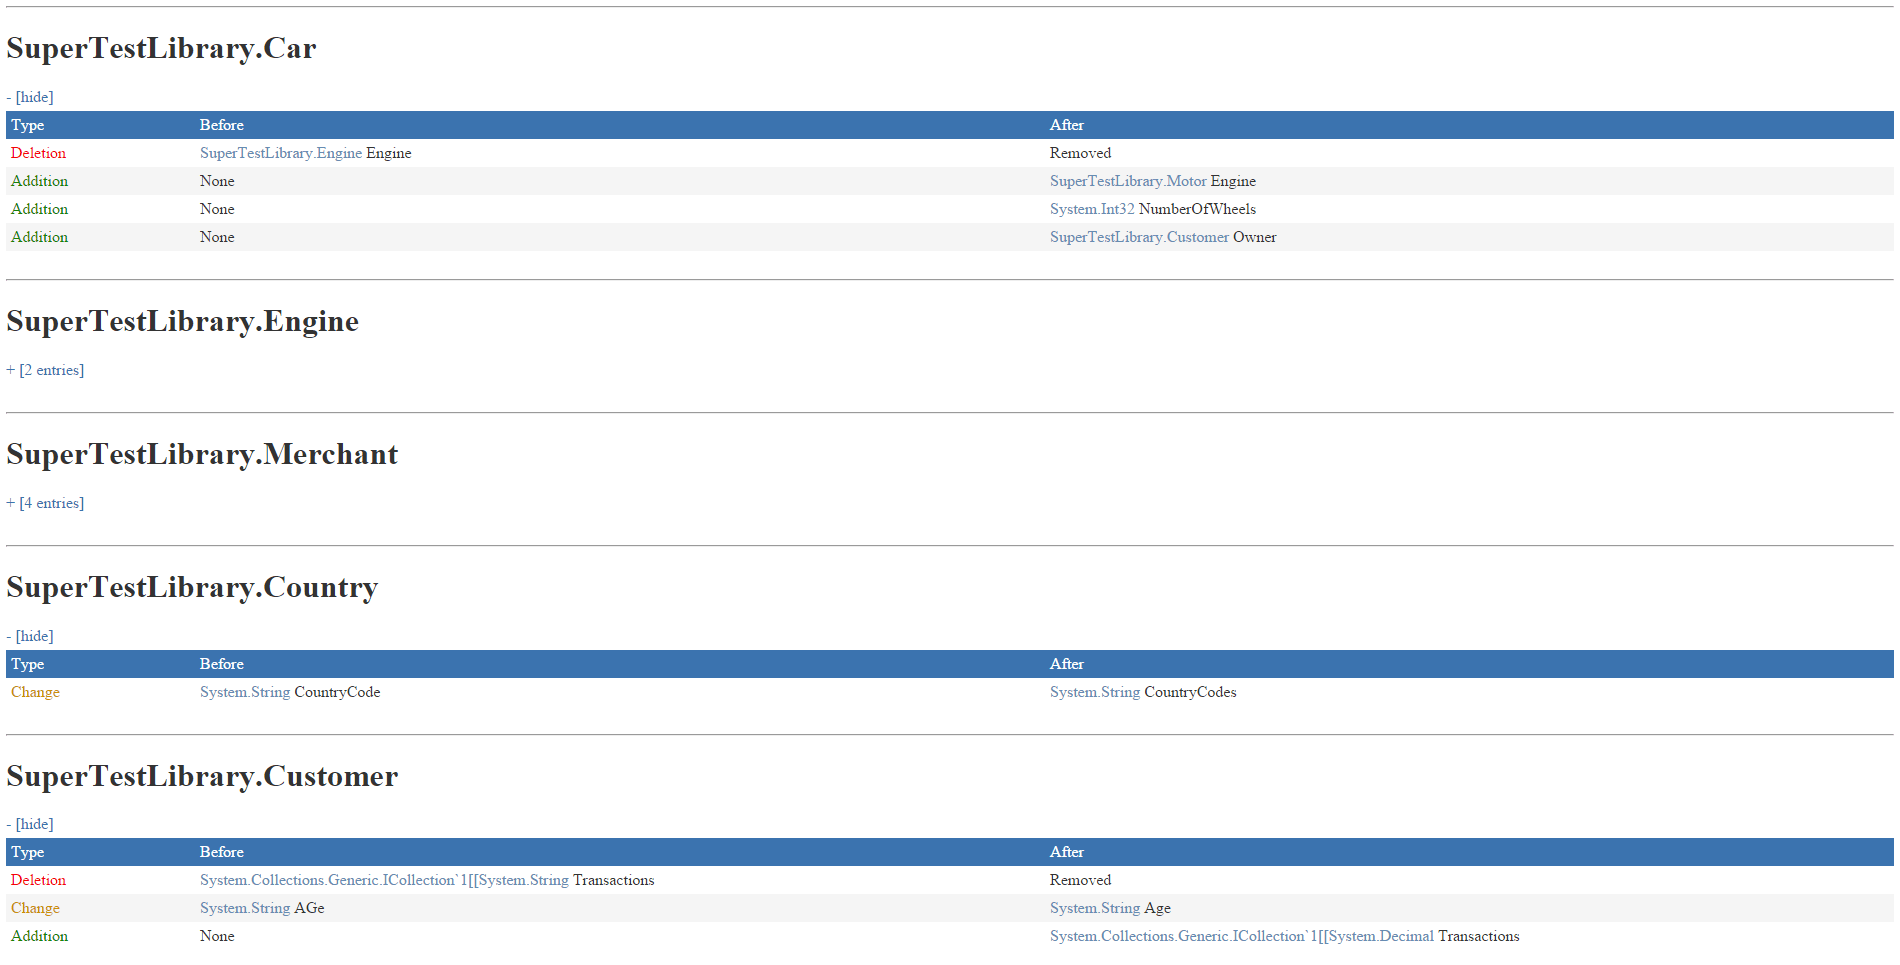 SuperTestLibrary.Car
- [hide]
Type Before After
Deletion SuperTestLibrary.Engine Engine Removed
Addition None SuperTestLibrary.Motor Engine
Addition None System.Int32 NumberOfWheels
Addition None SuperTestLibrary.Customer Owner
SuperTestLibrary.Engine
+ [2 entries]
SuperTestLibrary.Merchant
+ [4 entries]
SuperTestLibrary.Country
- [hide]
Type Before After
Change System.String CountryCode System.String CountryCodes
SuperTestLibrary.Customer
- [hide]
Type Before After
Deletion System.Collections.Generic.ICollection`1[[System.String Transactions Removed
Change System.String AGe System.String Age
Addition None System.Collections.Generic.ICollection`1[[System.Decimal Transactions